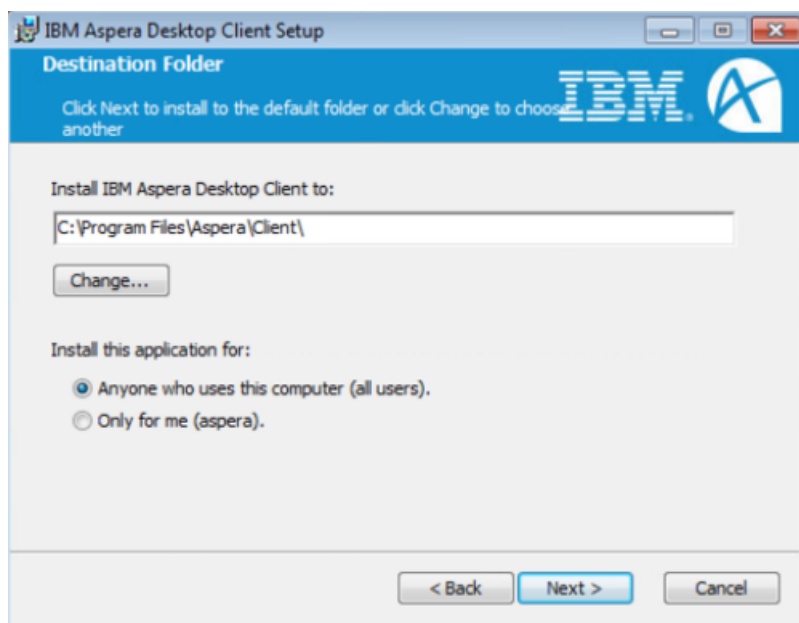 IBM Aspera Desktop Client Setup
Destination Folder
Click Next to install to the default folder or click Change to choose
another
IBM.
Install IBM Aspera Desktop Client to:
C:\Program Files\Aspera\Client\
Change...
Install this application for:
Anyone who uses this computer (all users).
Only for me (aspera).
< Back Next > Cancel